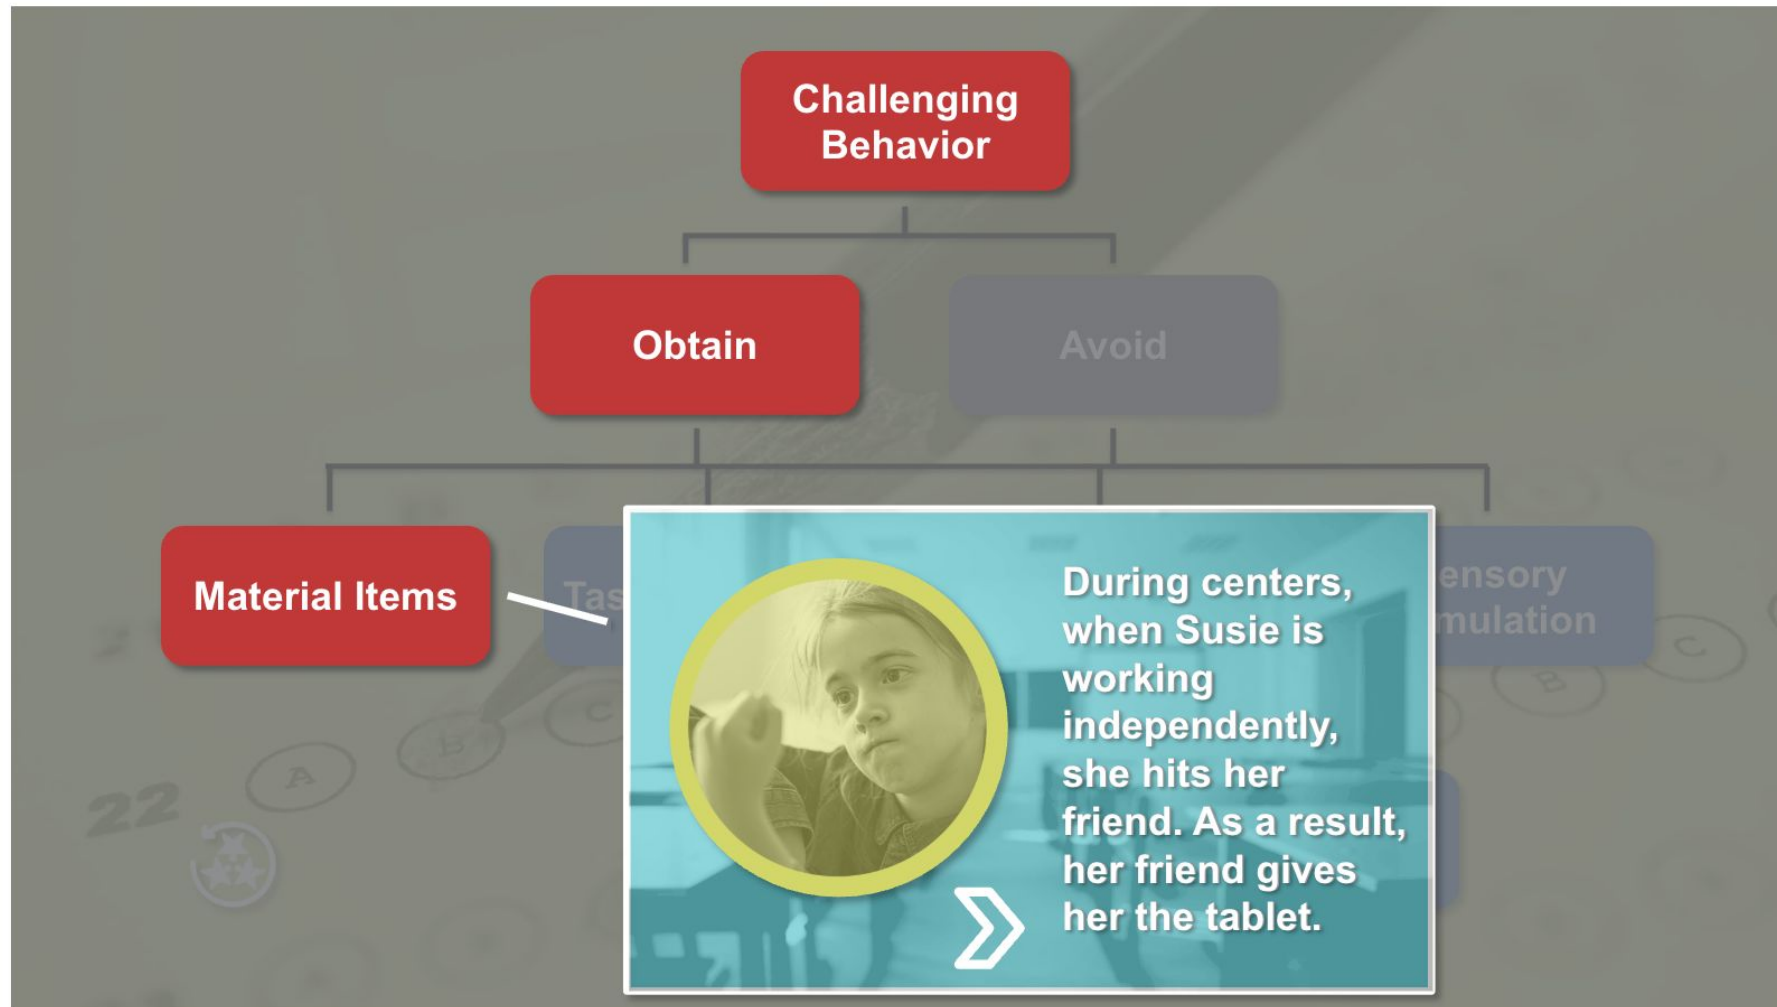 Challenging
Behavior
Obtain
Avoid
Material Items
During centers,
when Susie is
working
independently,
she hits her
friend. As a result,
her friend gives
her the tablet.
22
A
B
C
B
C